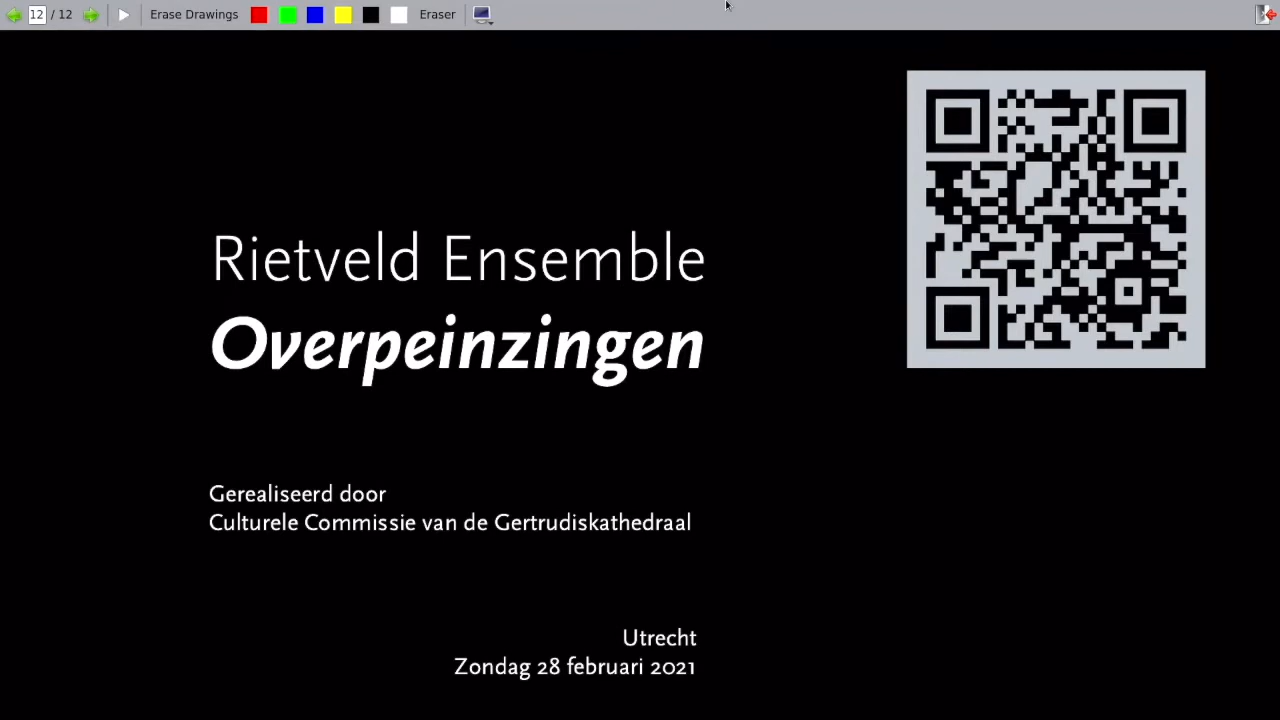 12 / 12 Erase Drawings Eraser
Rietveld Ensemble
Overpeinzingen
Gerealiseerd door
Culturele Commissie van de Gertrudiskathedraal
Utrecht
Zondag 28 februari 2021